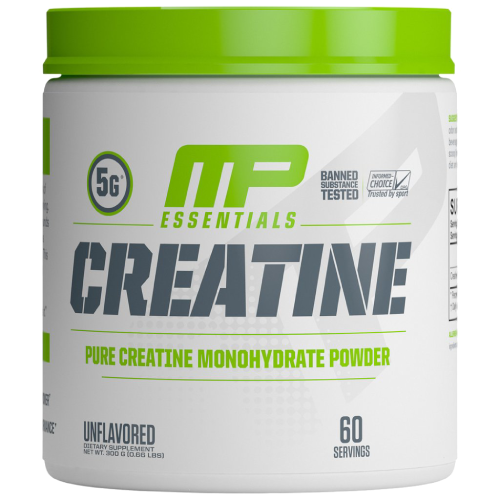 5G
MP
ESSENTIALS
BANNED
SUBSTANCE
TESTED
INFORMED
CHOICE
Trusted by sport
CREATINE
PURE CREATINE MONOHYDRATE POWDER
UNFLAVORED
DIETARY SUPPLEMENT
NET WT. 300 G (0.66 LBS)
60
SERVINGS